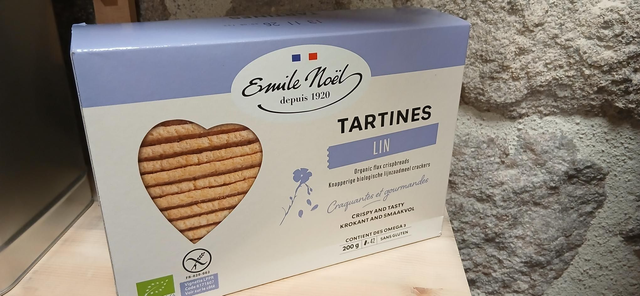 Emile Noël
depuis 1920
TARTINES
LIN
Organic flax crispbreads
Knapperige biologische lijnzaadmeel crackers
Craquantes et gourmandes
CRISPY AND TASTY
KROKANT AND SMAAKVOL
CONTIENT DES OMEGA 3
200 g
SANS GLUTEN